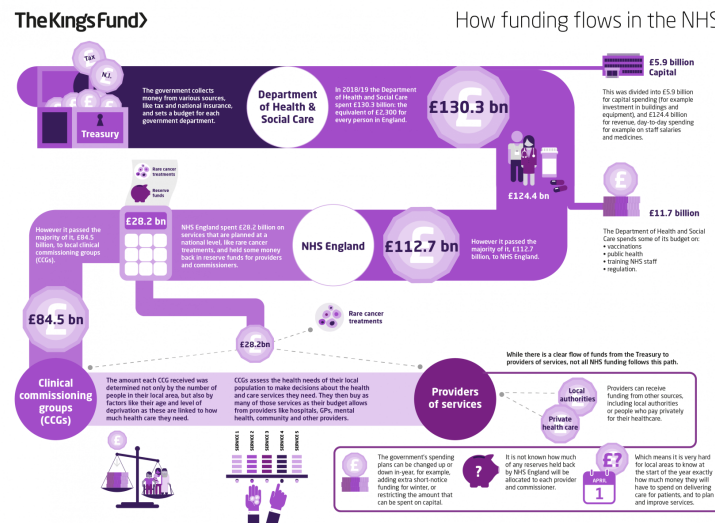 The King's Fund>
How funding flows in the NHS
Tax
N.I.
Treasury
The government collects
money from various sources,
like tax and national insurance,
and sets a budget for each
government department.
Department
of Health &
Social Care
In 2018/19 the Department
of Health and Social Care
spent £130.3 billion: the
equivalent of £2,300 for
every person in England.
£130.3 bn
£5.9 billion
Capital
This was divided into £5.9 billion
for capital spending (for example
investment in buildings and
equipment), and £124.4 billion
for revenue, day-to-day spending
for example on staff salaries
and medicines.
£124.4 bn
£
£11.7 billion
The Department of Health and Social
Care spends some of its budget on:
• vaccinations
• public health
• training NHS staff
• regulation.
However it passed the
majority of it, £112.7
billion, to NHS England.
£112.7 bn
NHS England
NHS England spent £28.2 billion on
services that are planned at a
national level, like rare cancer
treatments, and held some money
back in reserve funds for providers
and commissioners.
Rare cancer
treatments
Reserve
funds
£28.2 bn
However it passed the
majority of it, £84.5
billion, to local clinical
commissioning groups
(CCGs).
£84.5 bn
£28.2bn
Rare cancer
treatments
Clinical
commissioning
groups
(CCGs)
The amount each CCG received was
determined not only by the number of
people in their local area, but also by
factors like their age and level of
deprivation as these are linked to how
much health care they need.
CCGs assess the health needs of their local
population to make decisions about the health
and care services they need. They then buy as
many of those services as their budget allows
from providers like hospitals, GPs, mental
health, community and other providers.
£
SERVICE 1
SERVICE 2
SERVICE 3
SERVICE 4
SERVICE 5
Providers
of services
While there is a clear flow of funds from the Treasury to
providers of services, not all NHS funding follows this path.
Local
authorities
Private
health care
Providers can receive
funding from other sources,
including local authorities
or people who pay privately
for their healthcare.
£
The government's spending
plans can be changed up or
down in-year, for example,
adding extra short-notice
funding for winter, or
restricting the amount that
can be spent on capital.
?
It is not known how much
of any reserves held back
by NHS England will be
allocated to each provider
and commissioner.
£?
APRIL
1
Which means it is very hard
for local areas to know at
the start of the year exactly
how much money they will
have to spend on delivering
care for patients, and to plan
and improve services.